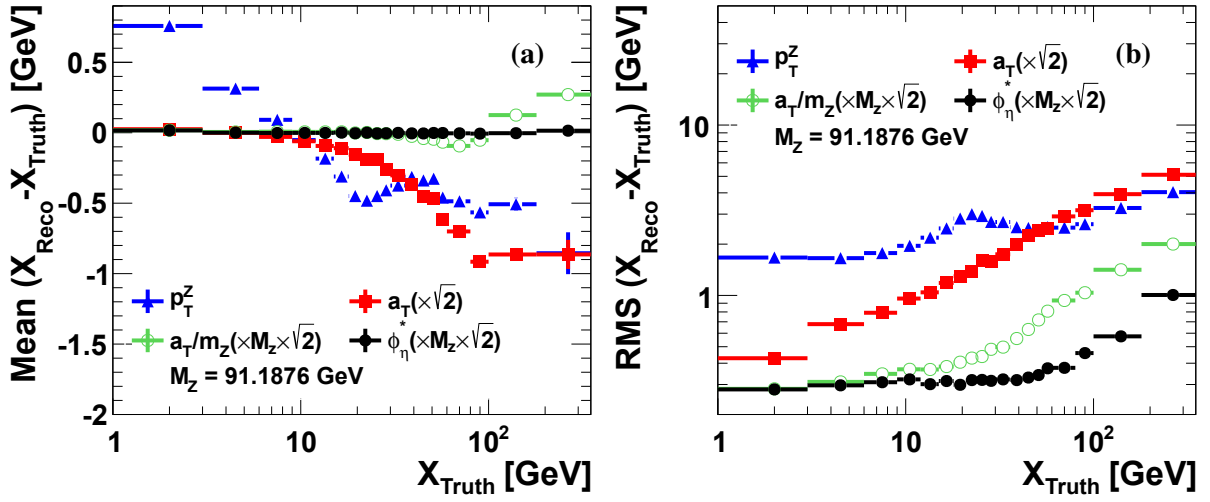 Mean (X_Reco -X_Truth) [GeV]
0.5
0
-0.5
-1
-1.5
-2
(a)
p_T^Z
a_T(×√2)
a_T/m_Z(×M_Z×√2)
ϕ_η^*(×M_Z×√2)
M_Z = 91.1876 GeV
1
10
10^2
X_Truth [GeV]
RMS (X_Reco -X_Truth) [GeV]
10
1
(b)
p_T^Z
a_T(×√2)
a_T/m_Z(×M_Z×√2)
ϕ_η^*(×M_Z×√2)
M_Z = 91.1876 GeV
1
10
10^2
X_Truth [GeV]